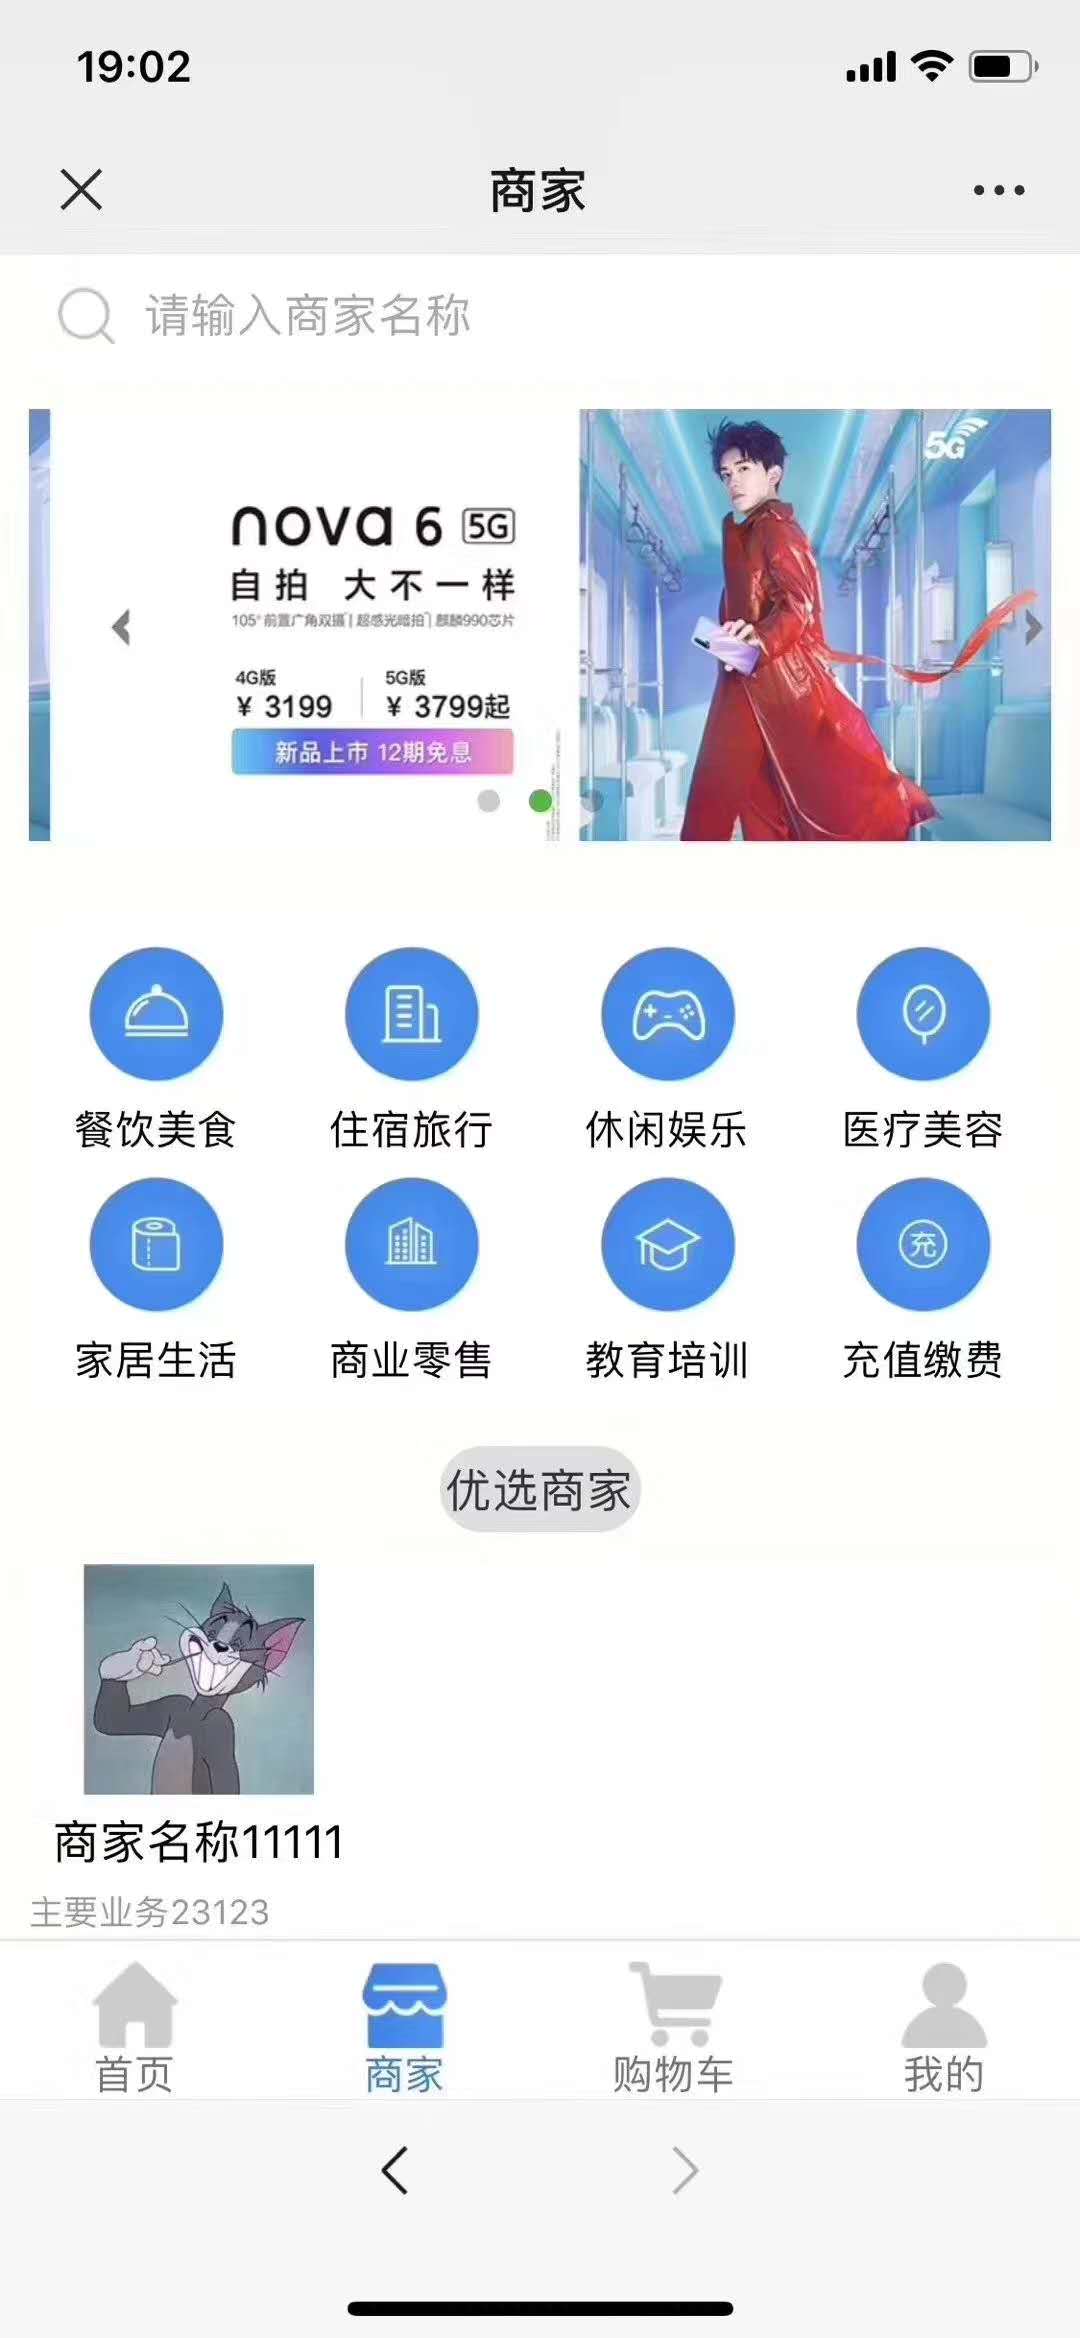 19:02
商家
请输入商家名称
5G
nova 6 5G
自拍 大不一样
105°前置广角双摄 | 超感光暗拍 | 麒麟990芯片
4G版 5G版
¥ 3199 ¥ 3799起
新品上市 12期免息
餐饮美食 住宿旅行 休闲娱乐 医疗美容
充
家居生活 商业零售 教育培训 充值缴费
优选商家
商家名称11111
主要业务23123
首页 商家 购物车 我的